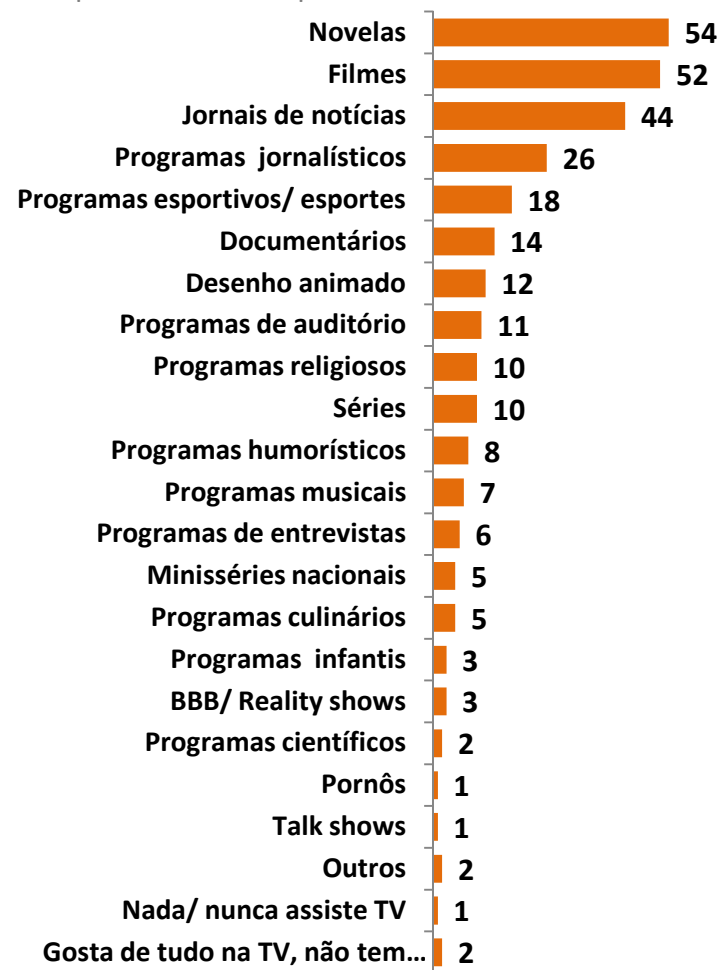 Novelas 54
Filmes 52
Jornais de notícias 44
Programas jornalísticos 26
Programas esportivos/ esportes 18
Documentários 14
Desenho animado 12
Programas de auditório 11
Programas religiosos 10
Séries 10
Programas humorísticos 8
Programas musicais 7
Programas de entrevistas 6
Minisséries nacionais 5
Programas culinários 5
Programas infantis 3
BBB/ Reality shows 3
Programas científicos 2
Pornôs 1
Talk shows 1
Outros 2
Nada/ nunca assiste TV 1
Gosta de tudo na TV, não tem... 2